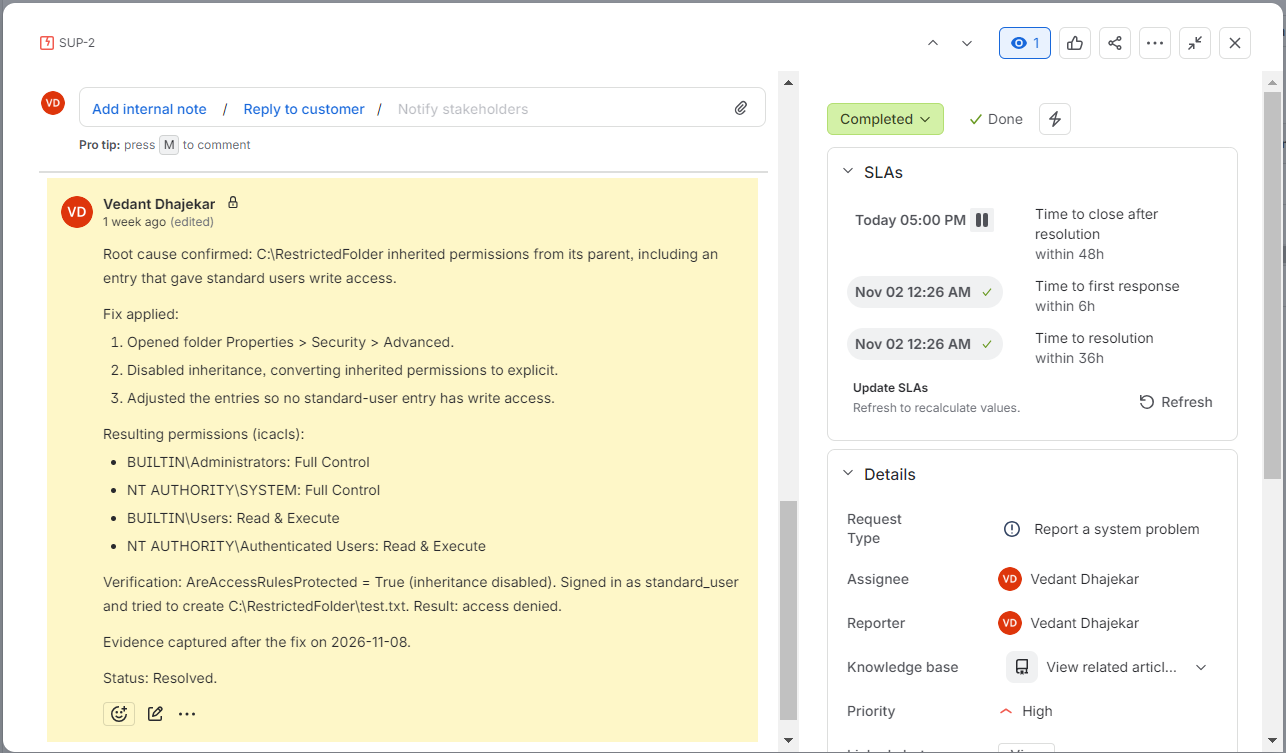 SUP-2
1
VD
Add internal note / Reply to customer / Notify stakeholders
Pro tip: press M to comment
VD
Vedant Dhajekar
1 week ago (edited)
Root cause confirmed: C:\RestrictedFolder inherited permissions from its parent, including an
entry that gave standard users write access.
Fix applied:
1. Opened folder Properties > Security > Advanced.
2. Disabled inheritance, converting inherited permissions to explicit.
3. Adjusted the entries so no standard-user entry has write access.
Resulting permissions (icacls):
• BUILTIN\Administrators: Full Control
• NT AUTHORITY\SYSTEM: Full Control
• BUILTIN\Users: Read & Execute
• NT AUTHORITY\Authenticated Users: Read & Execute
Verification: AreAccessRulesProtected = True (inheritance disabled). Signed in as standard_user
and tried to create C:\RestrictedFolder\test.txt. Result: access denied.
Evidence captured after the fix on 2026-11-08.
Status: Resolved.
Completed
Done
SLAs
Today 05:00 PM
Time to close after
resolution
within 48h
Nov 02 12:26 AM
Time to first response
within 6h
Nov 02 12:26 AM
Time to resolution
within 36h
Update SLAs
Refresh to recalculate values.
Refresh
Details
Request
Type
Report a system problem
Assignee
VD Vedant Dhajekar
Reporter
VD Vedant Dhajekar
Knowledge base
View related articl...
Priority
High